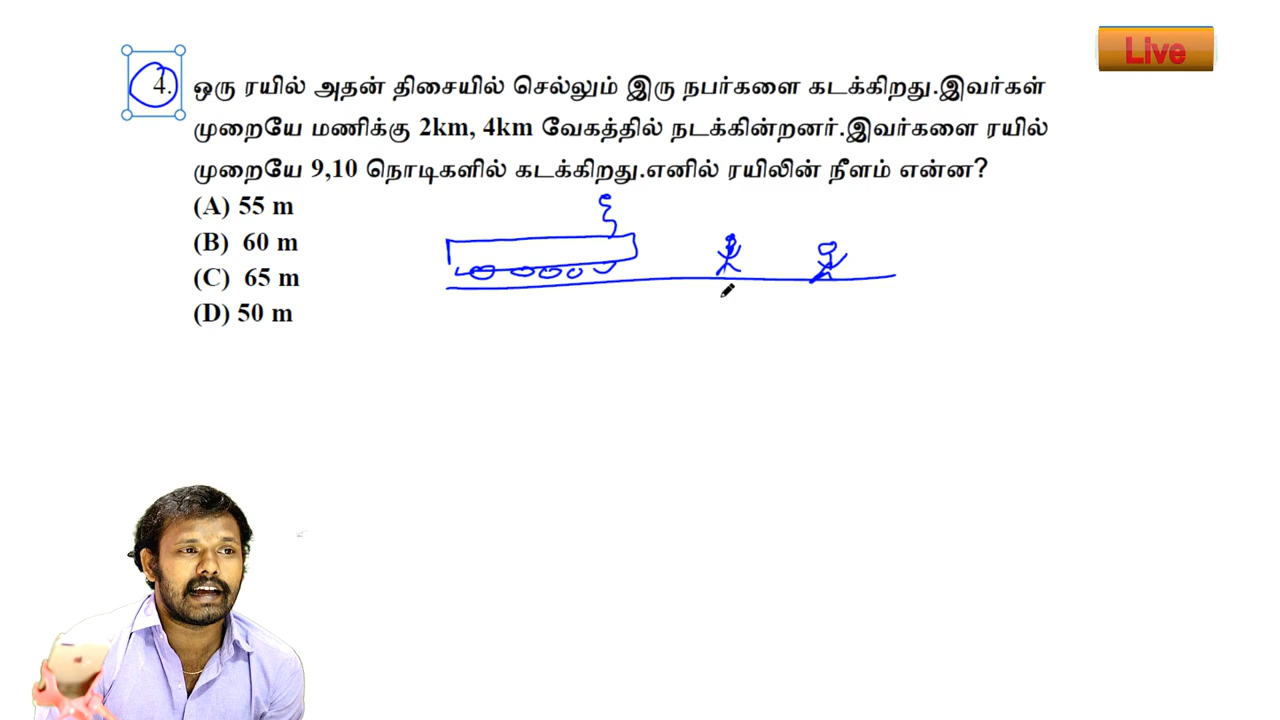 Live
4. ஒரு ரயில் அதன் திசையில் செல்லும் இரு நபர்களை கடக்கிறது.இவர்கள்
முறையே மணிக்கு 2km, 4km வேகத்தில் நடக்கின்றனர்.இவர்களை ரயில்
முறையே 9,10 நொடிகளில் கடக்கிறது.எனில் ரயிலின் நீளம் என்ன?
(A) 55 m
(B) 60 m
(C) 65 m
(D) 50 m